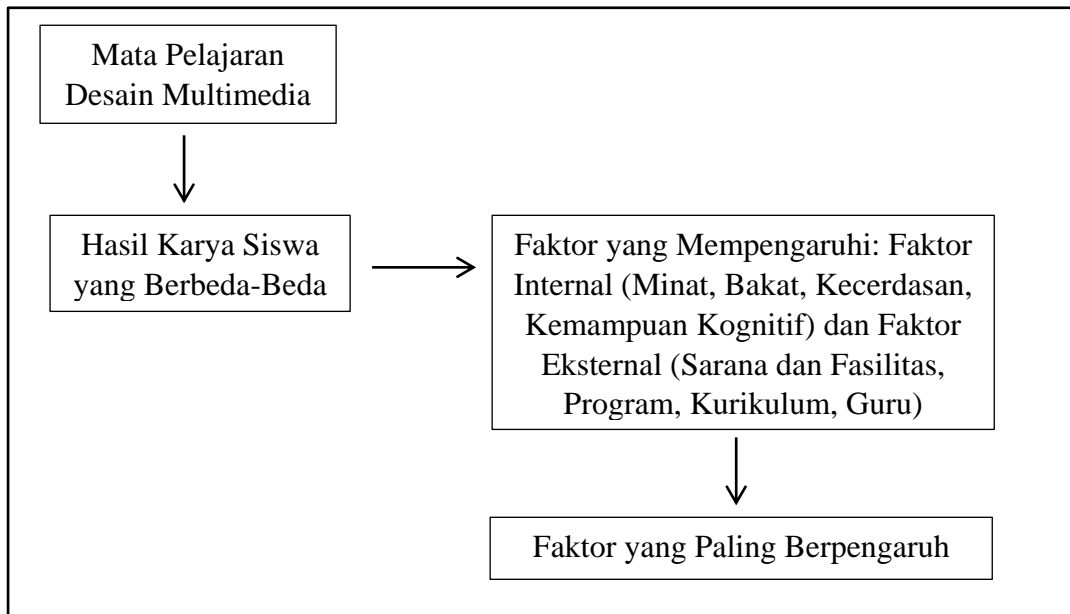 Mata Pelajaran
Desain Multimedia
Hasil Karya Siswa
yang Berbeda-Beda
Faktor yang Mempengaruhi: Faktor
Internal (Minat, Bakat, Kecerdasan,
Kemampuan Kognitif) dan Faktor
Eksternal (Sarana dan Fasilitas,
Program, Kurikulum, Guru)
Faktor yang Paling Berpengaruh